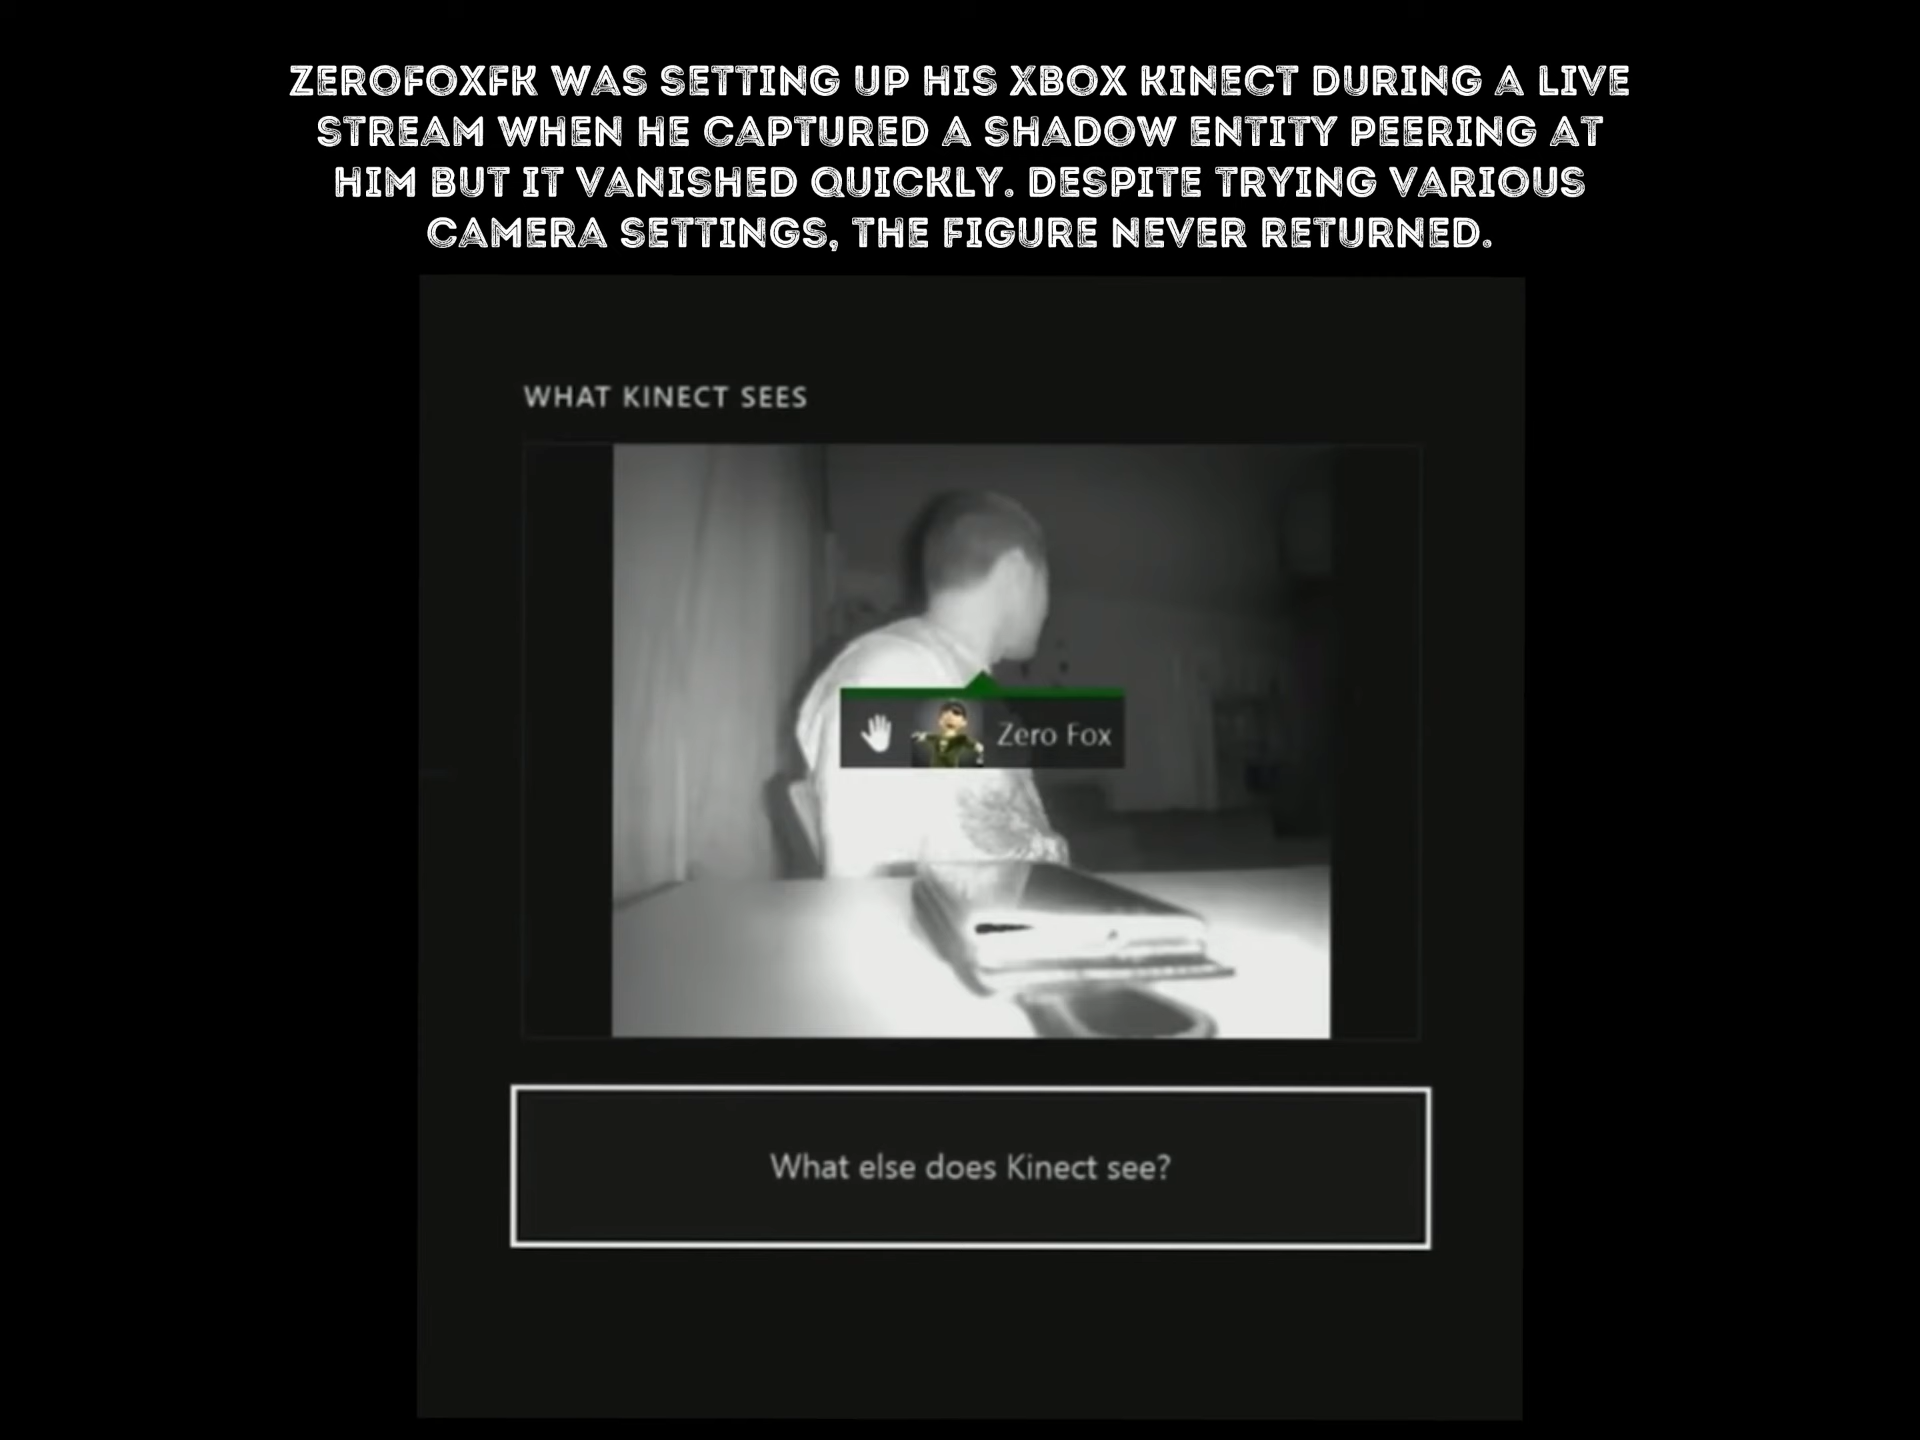 ZEROFOXFK WAS SETTING UP HIS XBOX KINECT DURING A LIVE
STREAM WHEN HE CAPTURED A SHADOW ENTITY PEERING AT
HIM BUT IT VANISHED QUICKLY. DESPITE TRYING VARIOUS
CAMERA SETTINGS, THE FIGURE NEVER RETURNED.
WHAT KINECT SEES
Zero Fox
What else does Kinect see?